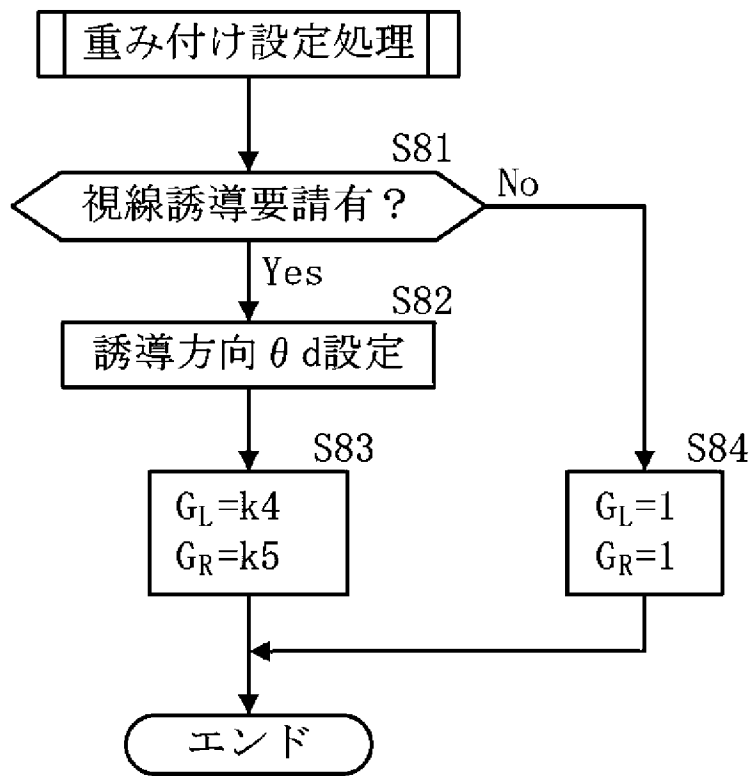 重み付け設定処理
S81
視線誘導要請有？
No
Yes
S82
誘導方向θd設定
S83
G_L=k4
G_R=k5
S84
G_L=1
G_R=1
エンド